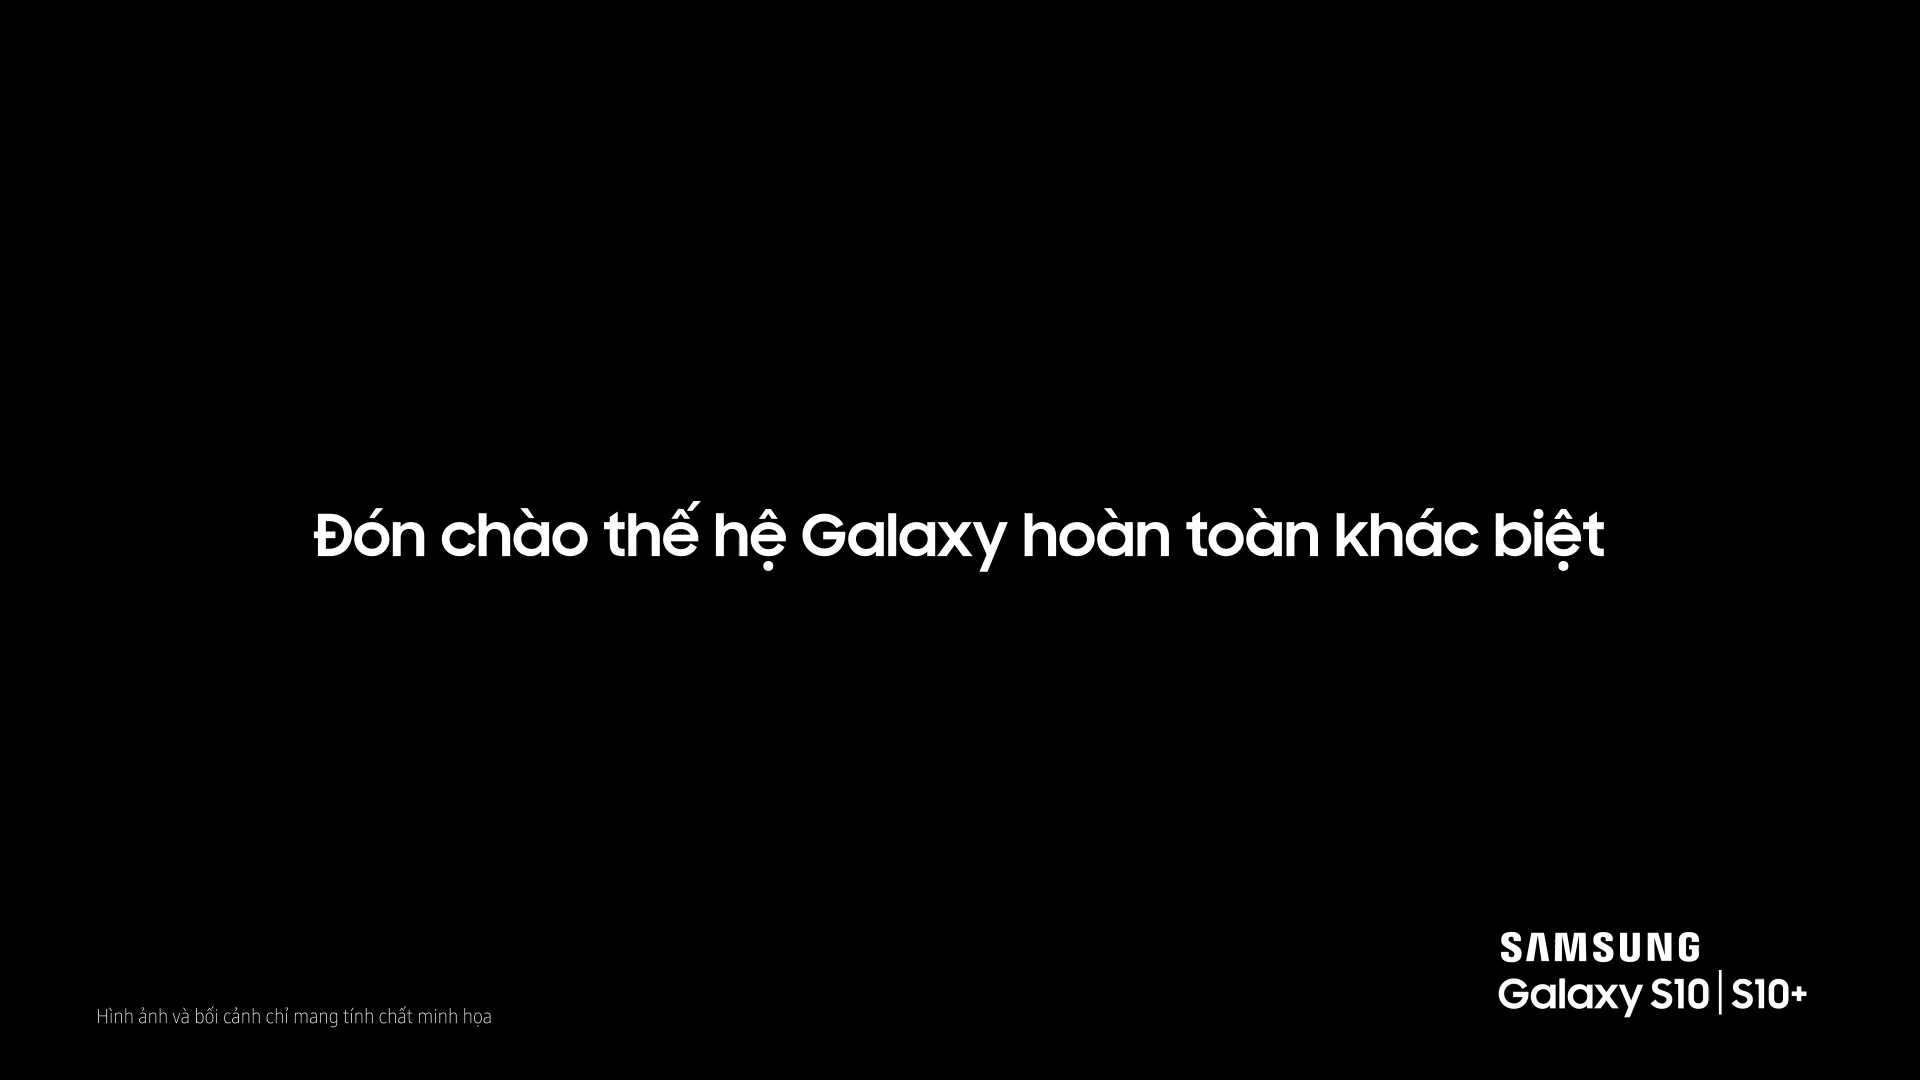 Đón chào thế hệ Galaxy hoàn toàn khác biệt
SAMSUNG
Galaxy S10 | S10+
Hình ảnh và bối cảnh chỉ mang tính chất minh họa